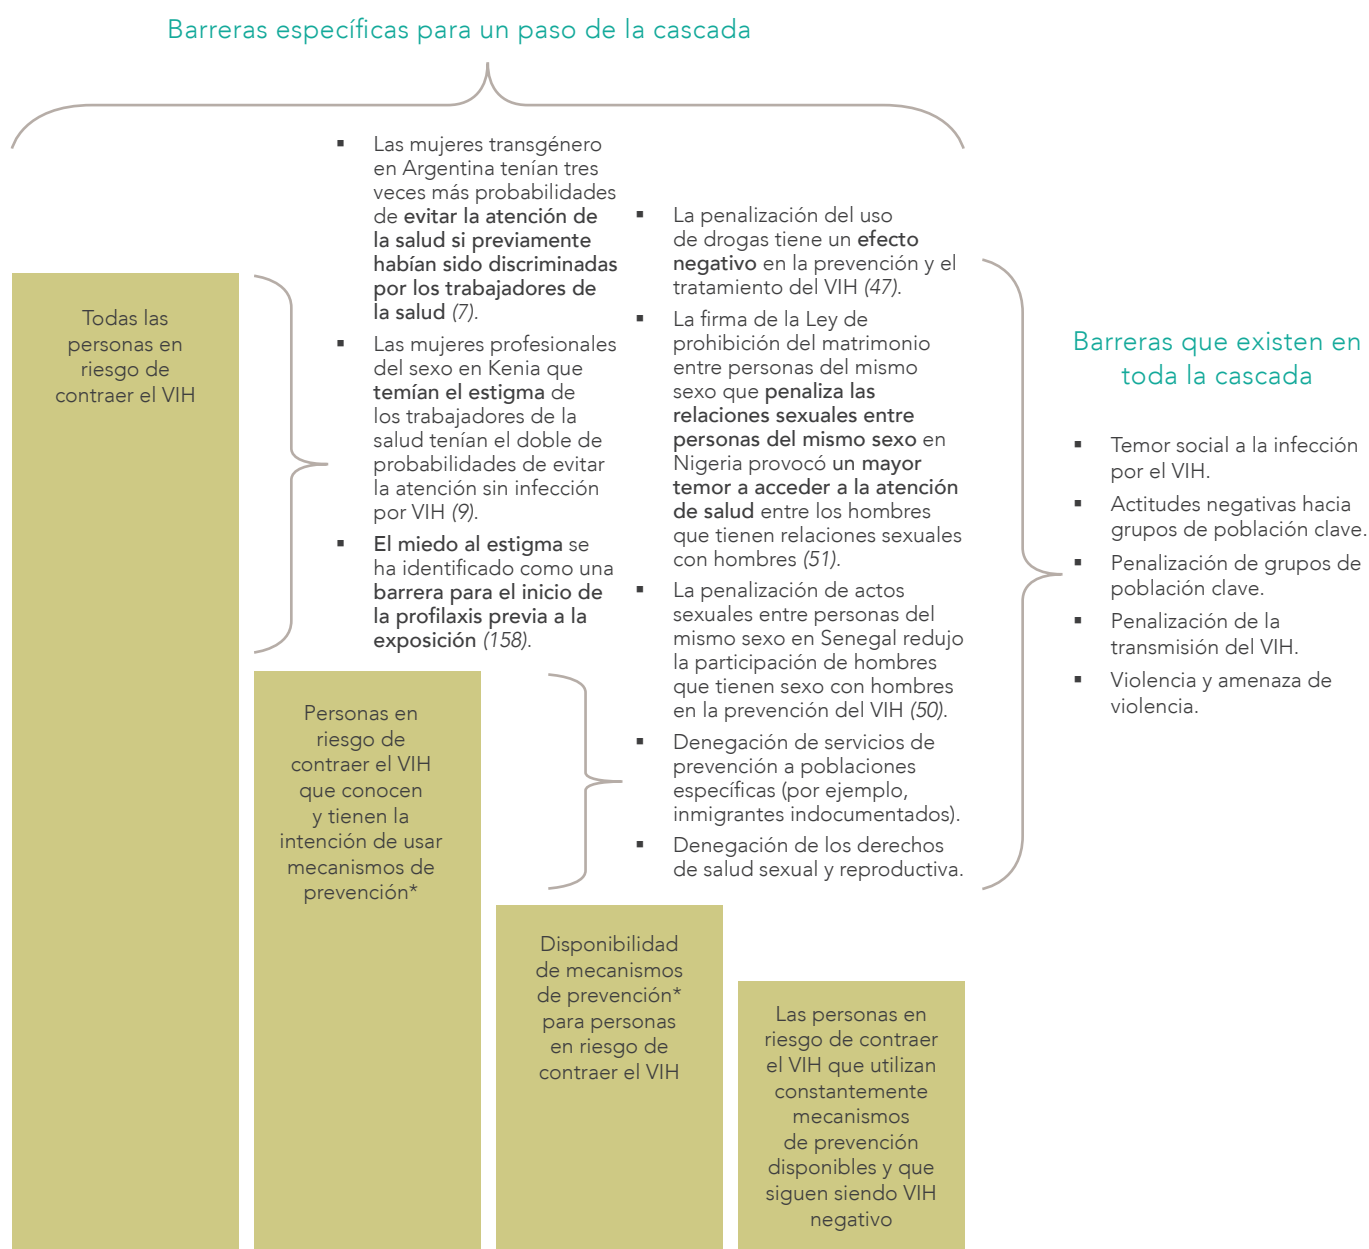 Barreras específicas para un paso de la cascada
▪ Las mujeres transgénero
en Argentina tenían tres
veces más probabilidades
de evitar la atención de
la salud si previamente
habían sido discriminadas
por los trabajadores de
la salud (7).
▪ Las mujeres profesionales
del sexo en Kenia que
temían el estigma de
los trabajadores de la
salud tenían el doble de
probabilidades de evitar
la atención sin infección
por VIH (9).
▪ El miedo al estigma se
ha identificado como una
barrera para el inicio de
la profilaxis previa a la
exposición (158).
▪ La penalización del uso
de drogas tiene un efecto
negativo en la prevención y el
tratamiento del VIH (47).
▪ La firma de la Ley de
prohibición del matrimonio
entre personas del mismo
sexo que penaliza las
relaciones sexuales entre
personas del mismo sexo en
Nigeria provocó un mayor
temor a acceder a la atención
de salud entre los hombres
que tienen relaciones sexuales
con hombres (51).
▪ La penalización de actos
sexuales entre personas del
mismo sexo en Senegal redujo
la participación de hombres
que tienen sexo con hombres
en la prevención del VIH (50).
▪ Denegación de servicios de
prevención a poblaciones
específicas (por ejemplo,
inmigrantes indocumentados).
▪ Denegación de los derechos
de salud sexual y reproductiva.
Barreras que existen en
toda la cascada
▪ Temor social a la infección
por el VIH.
▪ Actitudes negativas hacia
grupos de población clave.
▪ Penalización de grupos de
población clave.
▪ Penalización de la
transmisión del VIH.
▪ Violencia y amenaza de
violencia.
Todas las
personas en
riesgo de
contraer el VIH
Personas en
riesgo de
contraer el VIH
que conocen
y tienen la
intención de usar
mecanismos de
prevención*
Disponibilidad
de mecanismos
de prevención*
para personas
en riesgo de
contraer el VIH
Las personas en
riesgo de contraer
el VIH que utilizan
constantemente
mecanismos
de prevención
disponibles y que
siguen siendo VIH
negativo